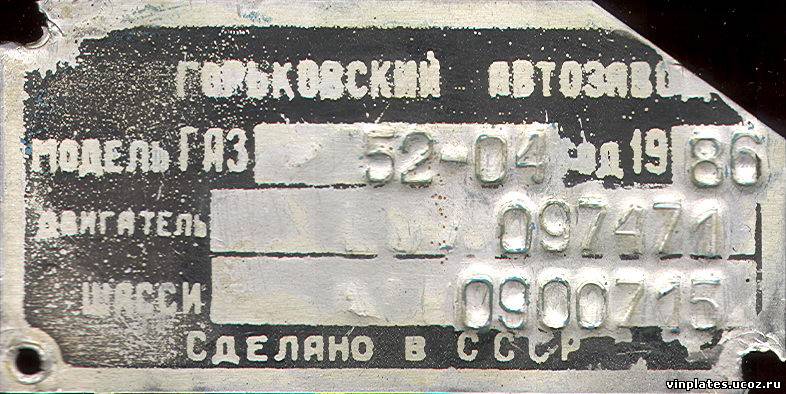 ГОРЬКОВСКИЙ АВТОЗАВОД
МОДЕЛЬ ГАЗ 52-04 ГОД 1986
ДВИГАТЕЛЬ 097471
ШАССИ 0900715
СДЕЛАНО В СССР
vinplates.ucoz.ru